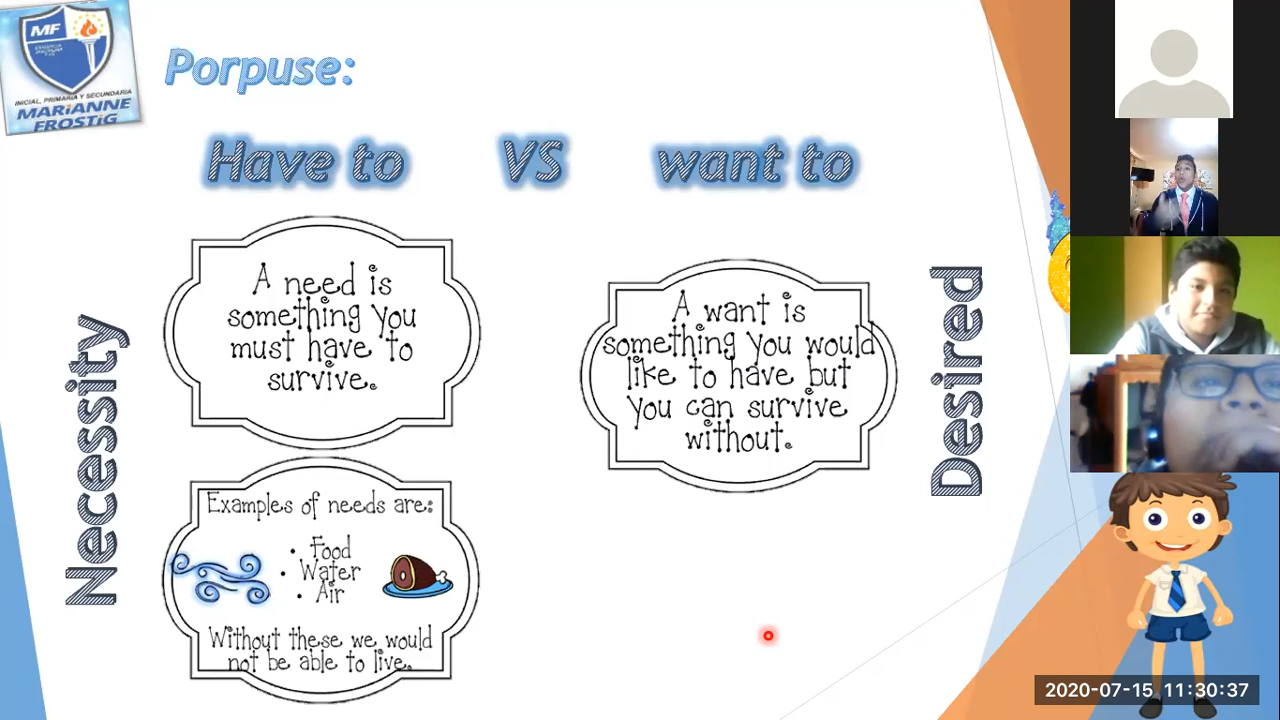 MF
INICIAL, PRIMARIA Y SECUNDARIA
MARIANNE
FROSTIG
Porpuse:
Have to VS want to
Necessity
A need is
something you
must have to
survive.
Examples of needs are:
• Food
• Water
• Air
Without these we would
not be able to live.
A want is
something you would
like to have but
you can survive
without.
Desired
2020-07-15 11:30:37